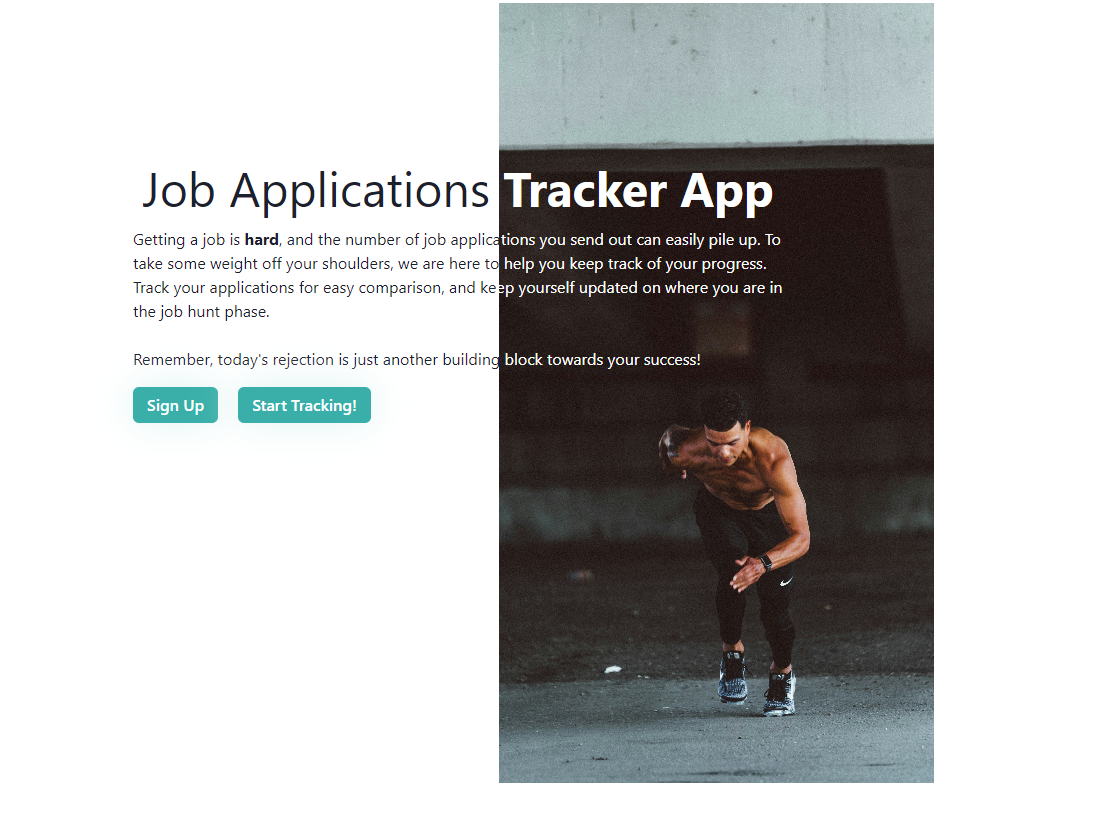 Job Applications Tracker App
Getting a job is hard, and the number of job applications you send out can easily pile up. To
take some weight off your shoulders, we are here to help you keep track of your progress.
Track your applications for easy comparison, and keep yourself updated on where you are in
the job hunt phase.
Remember, today's rejection is just another building block towards your success!
Sign Up
Start Tracking!